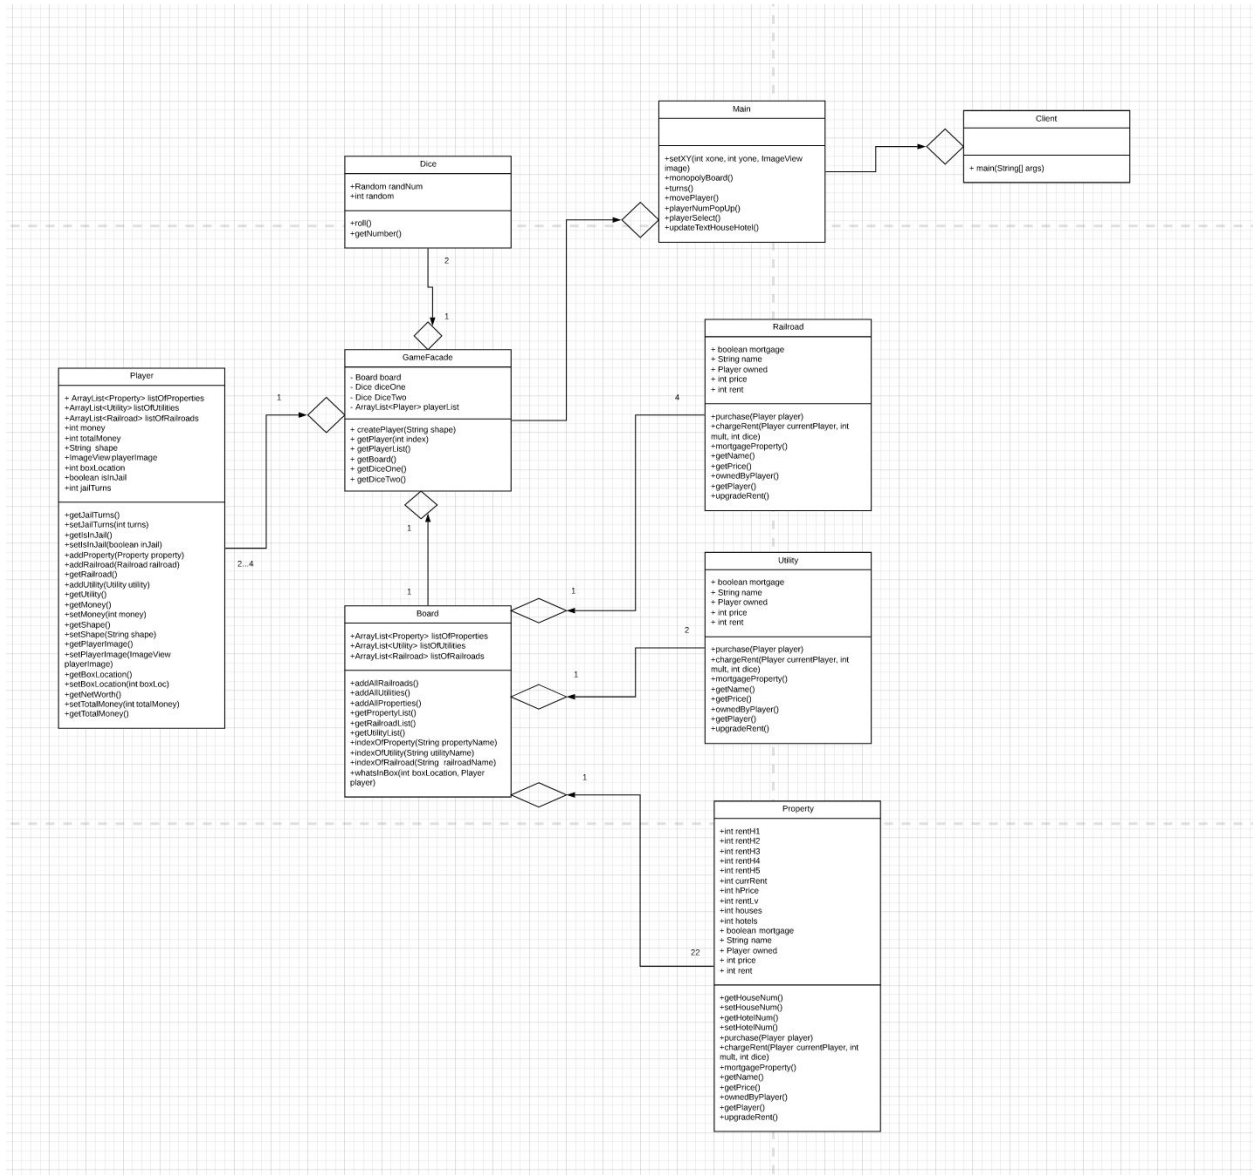 Main
+setXY(int xone, int yone, ImageView
image)
+monopolyBoard()
+turns()
+movePlayer()
+playerNumPopUp()
+playerSelect()
+updateTextHouseHotel()
Client
+ main(String[] args)
Dice
+Random randNum
+int random
+roll()
+getNumber()
2
1
GameFacade
- Board board
- Dice diceOne
- Dice DiceTwo
- ArrayList<Player> playerList
+ createPlayer(String shape)
+ getPlayer(int index)
+ getPlayerList()
+ getBoard()
+ getDiceOne()
+ getDiceTwo()
Player
+ ArrayList<Property> listOfProperties
+ArrayList<Utility> listOfUtilities
+ArrayList<Railroad> listOfRailroads
+int money
+int totalMoney
+String shape
+ImageView playerImage
+int boxLocation
+boolean isInJail
+int jailTurns
+getJailTurns()
+setJailTurns(int turns)
+getIsInJail()
+setIsInJail(boolean inJail)
+addProperty(Property property)
+addRailroad(Railroad railroad)
+getRailroad()
+addUtility(Utility utility)
+getUtility()
+getMoney()
+setMoney(int money)
+getShape()
+setShape(String shape)
+getPlayerImage()
+setPlayerImage(ImageView
playerImage)
+getBoxLocation()
+setBoxLocation(int boxLoc)
+getNetWorth()
+setTotalMoney(int totalMoney)
+getTotalMoney()
1
2...4
1
1
Board
+ArrayList<Property> listOfProperties
+ArrayList<Utility> listOfUtilities
+ArrayList<Railroad> listOfRailroads
+addAllRailroads()
+addAllUtilities()
+addAllProperties()
+getPropertyList()
+getRailroadList()
+getUtilityList()
+indexOfProperty(String propertyName)
+indexOfUtility(String utilityName)
+indexOfRailroad(String railroadName)
+whatsInBox(int boxLocation, Player
player)
Railroad
+ boolean mortgage
+ String name
+ Player owned
+ int price
+ int rent
+purchase(Player player)
+chargeRent(Player currentPlayer, int
mult, int dice)
+mortgageProperty()
+getName()
+getPrice()
+ownedByPlayer()
+getPlayer()
+upgradeRent()
4
1
Utility
+ boolean mortgage
+ String name
+ Player owned
+ int price
+ int rent
+purchase(Player player)
+chargeRent(Player currentPlayer, int
mult, int dice)
+mortgageProperty()
+getName()
+getPrice()
+ownedByPlayer()
+getPlayer()
+upgradeRent()
2
1
Property
+int rentH1
+int rentH2
+int rentH3
+int rentH4
+int rentH5
+int currRent
+int hPrice
+int rentLv
+int houses
+int hotels
+ boolean mortgage
+ String name
+ Player owned
+ int price
+ int rent
+getHouseNum()
+setHouseNum()
+getHotelNum()
+setHotelNum()
+purchase(Player player)
+chargeRent(Player currentPlayer, int
mult, int dice)
+mortgageProperty()
+getName()
+getPrice()
+ownedByPlayer()
+getPlayer()
+upgradeRent()
1
22